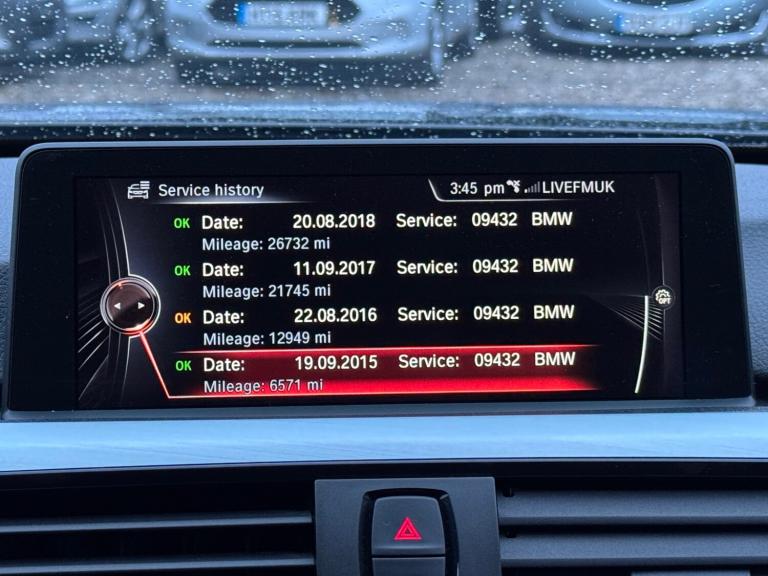 Service history 3:45 pm LIVEFMUK
OK Date: 20.08.2018 Service: 09432 BMW
Mileage: 26732 mi
OK Date: 11.09.2017 Service: 09432 BMW
Mileage: 21745 mi
OK Date: 22.08.2016 Service: 09432 BMW
Mileage: 12949 mi
OK Date: 19.09.2015 Service: 09432 BMW
Mileage: 6571 mi
OFF